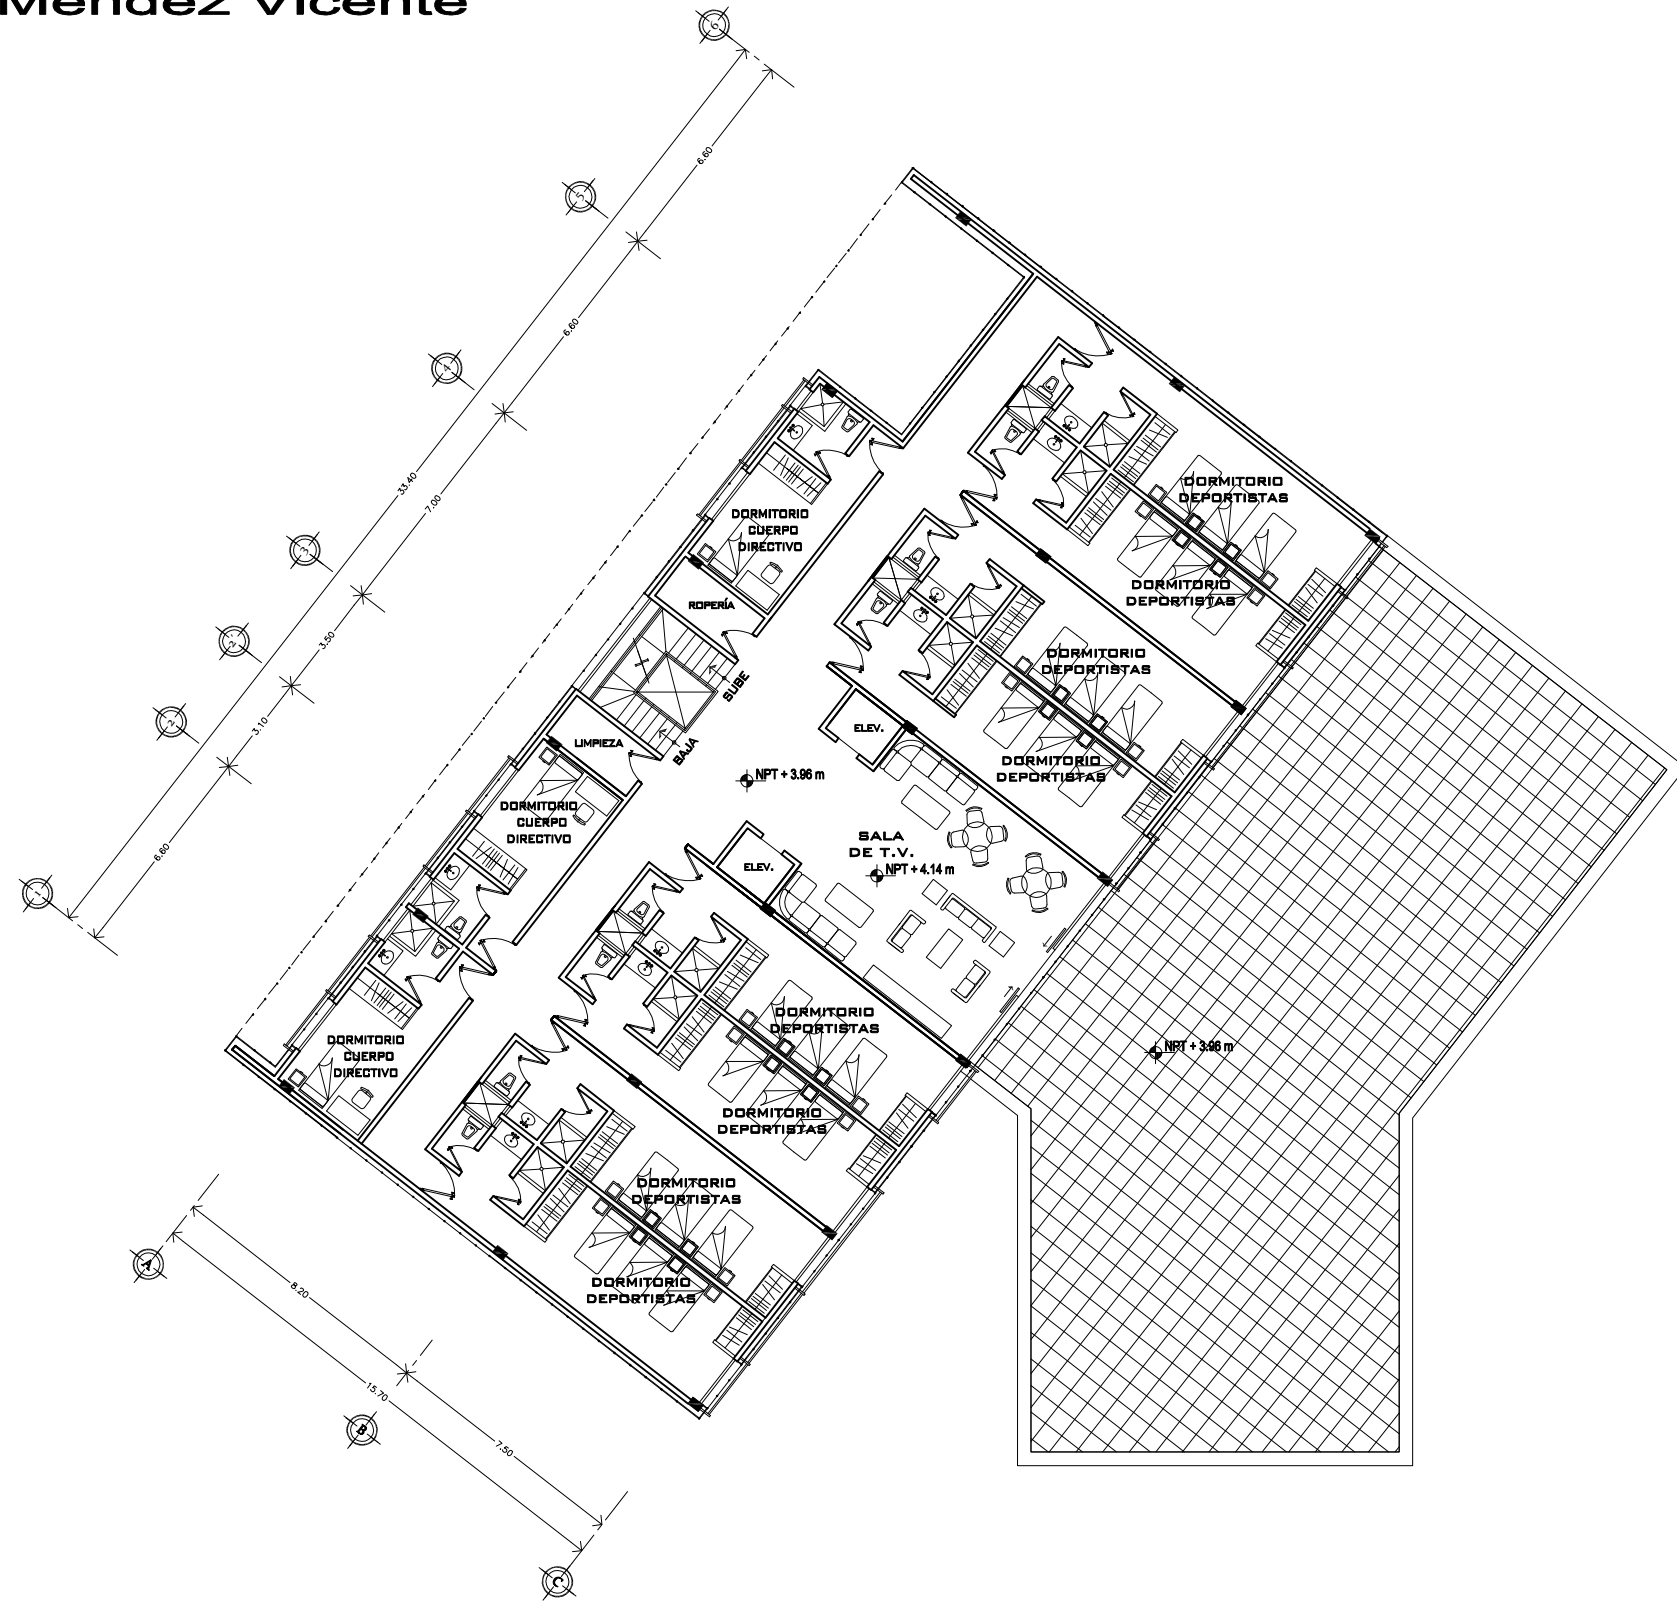 Méndez Vicente
6
6.60
5
6.60
4
33.40
7.00
3
3.50
2'
3.10
2
6.60
1
DORMITORIO
DEPORTISTAS
DORMITORIO
DEPORTISTAS
DORMITORIO
CUERPO
DIRECTIVO
ROPERÍA
SUBE
BAJA
LIMPIEZA
DORMITORIO
DEPORTISTAS
DORMITORIO
DEPORTISTAS
ELEV.
NPT + 3.96 m
DORMITORIO
CUERPO
DIRECTIVO
SALA
DE T.V.
NPT + 4.14 m
ELEV.
DORMITORIO
DEPORTISTAS
DORMITORIO
CUERPO
DIRECTIVO
NPT + 3.96 m
DORMITORIO
DEPORTISTAS
DORMITORIO
DEPORTISTAS
DORMITORIO
DEPORTISTAS
A
8.20
15.70
B
7.50
C